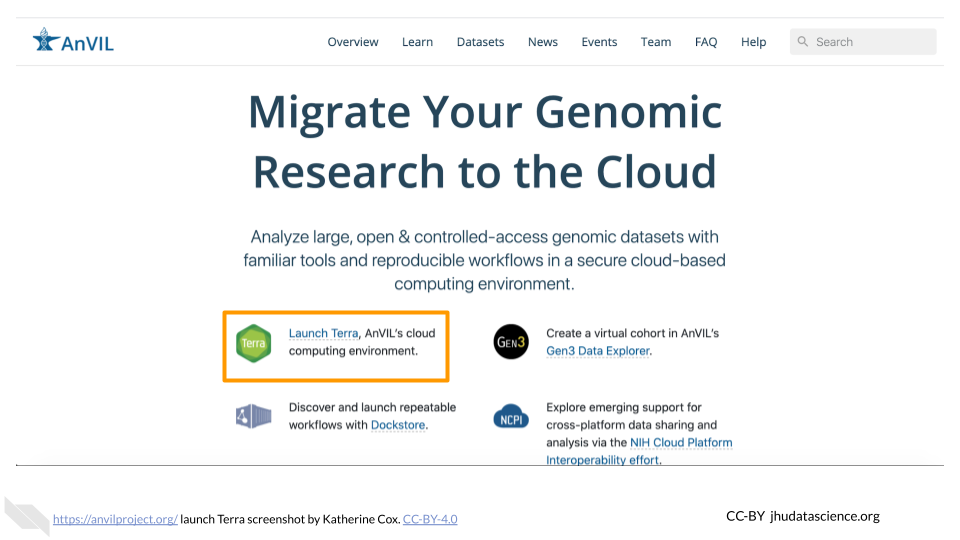 AnVIL
Overview Learn Datasets News Events Team FAQ Help Search
Migrate Your Genomic
Research to the Cloud
Analyze large, open & controlled-access genomic datasets with
familiar tools and reproducible workflows in a secure cloud-based
computing environment.
Terra
Launch Terra, AnVIL's cloud
computing environment.
GEN3
Create a virtual cohort in AnVIL's
Gen3 Data Explorer.
Discover and launch repeatable
workflows with Dockstore.
NCPI
Explore emerging support for
cross-platform data sharing and
analysis via the NIH Cloud Platform
Interoperability effort.
https://anvilproject.org/ launch Terra screenshot by Katherine Cox. CC-BY-4.0
CC-BY jhudatascience.org